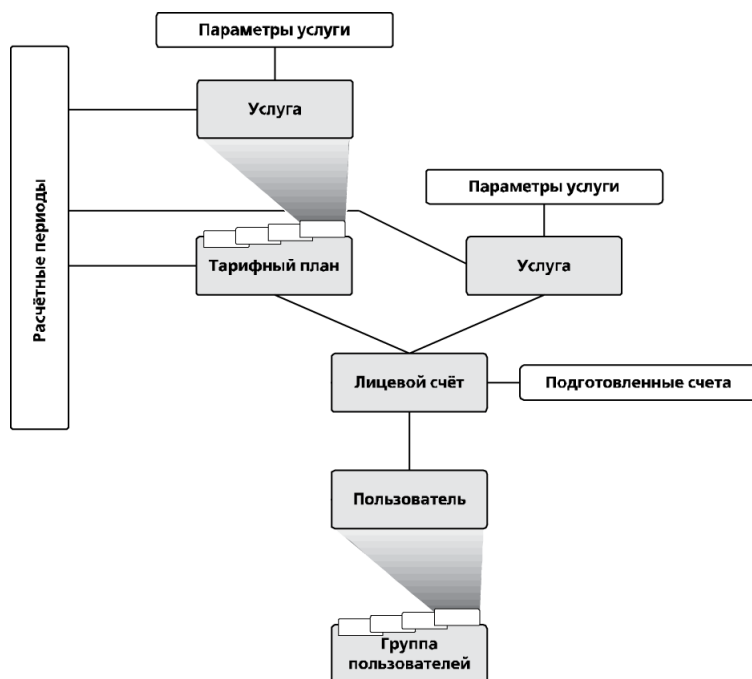 Параметры услуги
Услуга
Расчётные периоды
Параметры услуги
Тарифный план
Услуга
Лицевой счёт
Подготовленные счета
Пользователь
Группа
пользователей